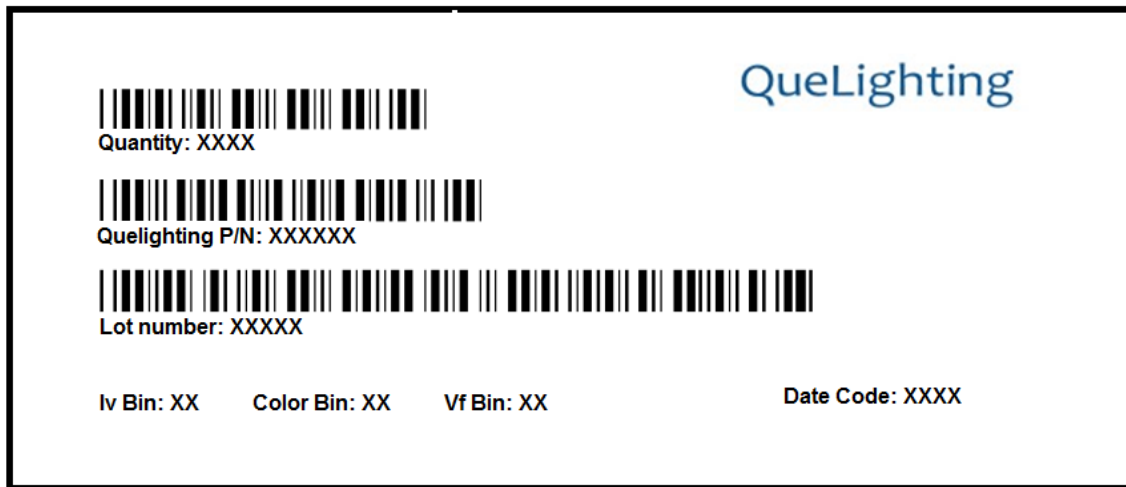 QueLighting
Quantity: XXXX
Quelighting P/N: XXXXXX
Lot number: XXXXX
Iv Bin: XX Color Bin: XX Vf Bin: XX Date Code: XXXX